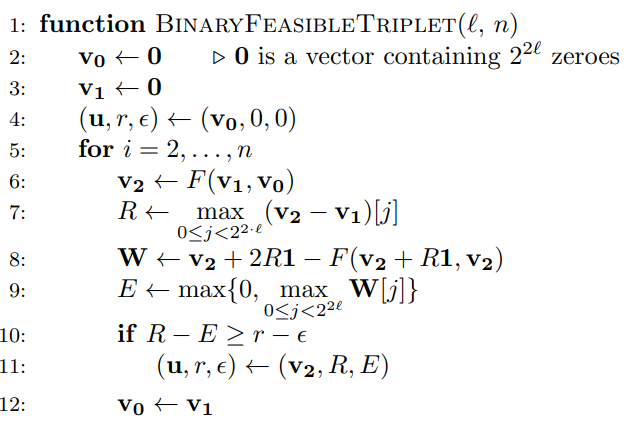 1: function BINARYFEASIBLETRIPLET(ℓ, n)
2: v₀ ← 0 ▷ 0 is a vector containing 2^{2ℓ} zeroes
3: v₁ ← 0
4: (u, r, ϵ) ← (v₀, 0, 0)
5: for i = 2, . . . , n
6: v₂ ← F(v₁, v₀)
7: R ← max_{0≤j<2^{2·ℓ}} (v₂ − v₁)[j]
8: W ← v₂ + 2R1 − F(v₂ + R1, v₂)
9: E ← max{0, max_{0≤j<2^{2ℓ}} W[j]}
10: if R − E ≥ r − ϵ
11: (u, r, ϵ) ← (v₂, R, E)
12: v₀ ← v₁